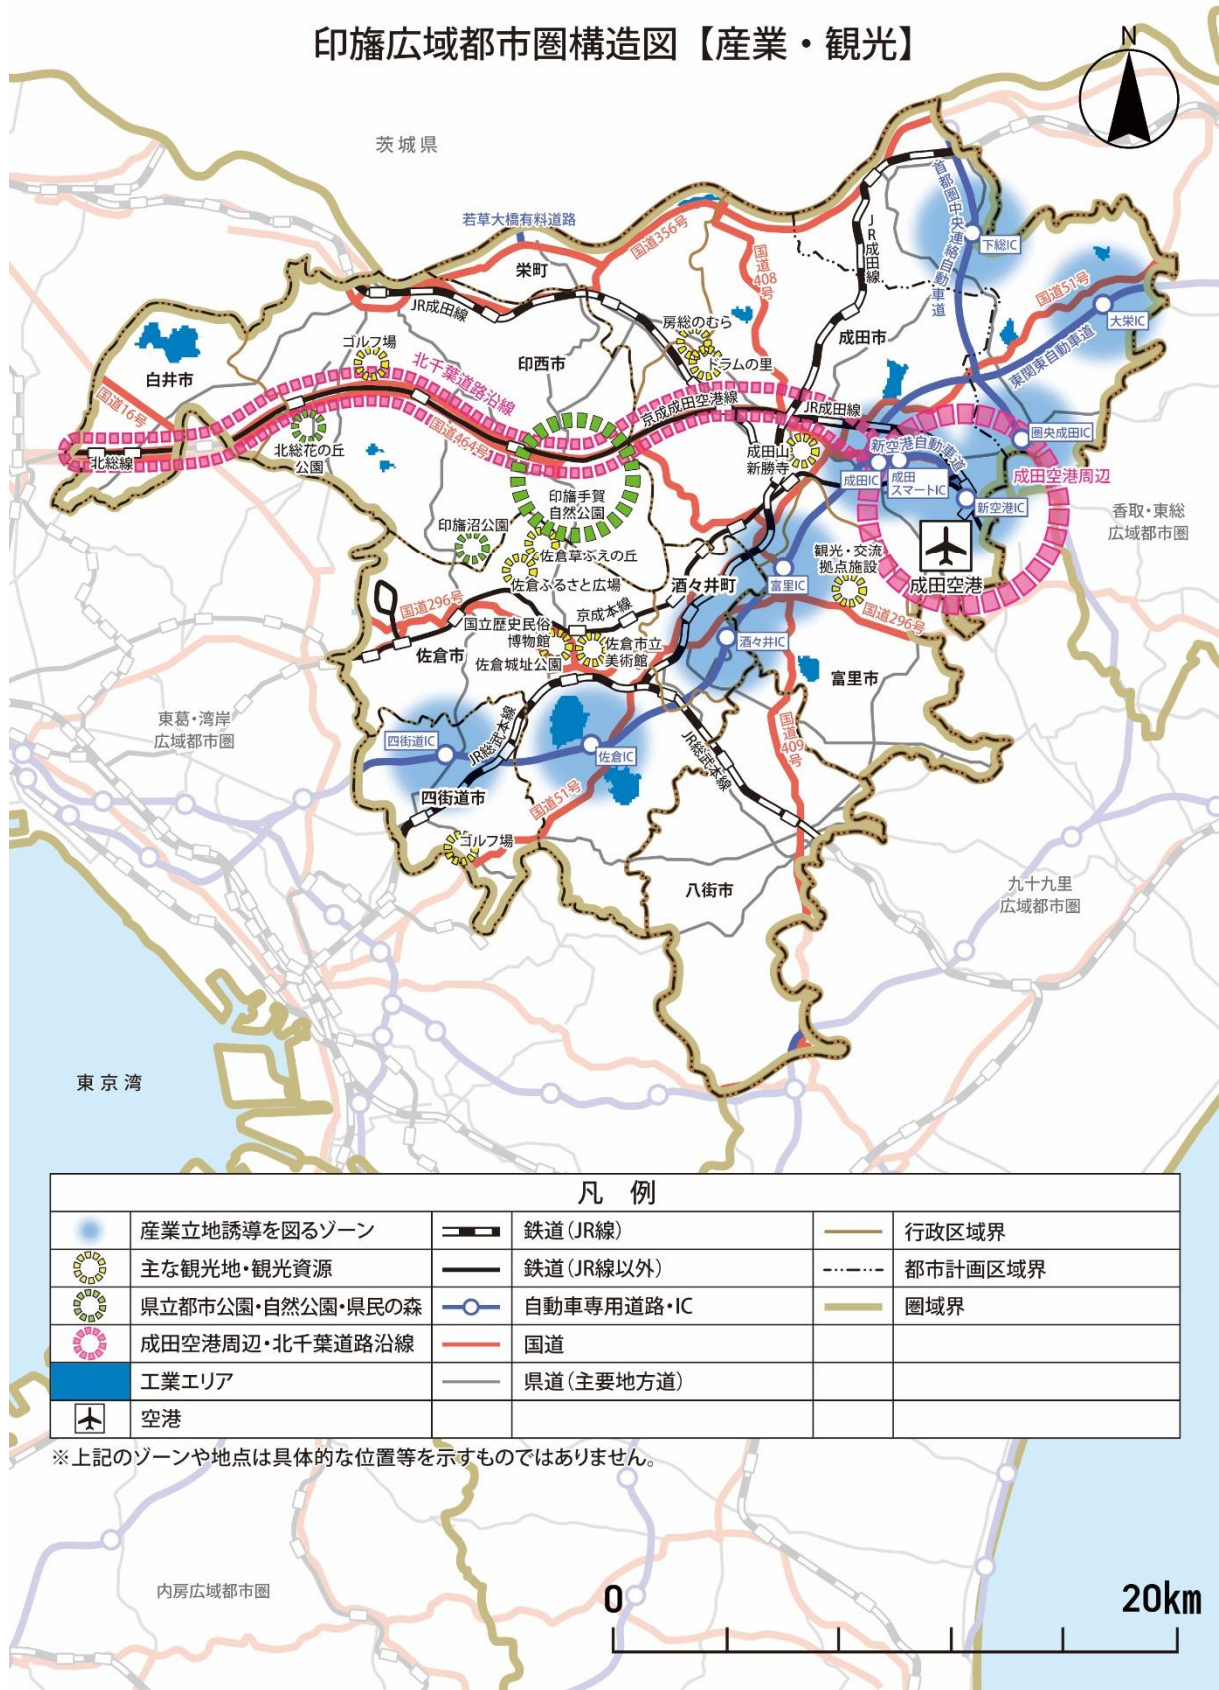 印旛広域都市圏構造図【産業・観光】
N
茨城県
若草大橋有料道路
国道356号
栄町
国道408号
JR成田線
首都圏中央連絡自動車道
下総IC
国道51号
大栄IC
東関東自動車道
JR成田線
房総のむら
ドラムの里
成田市
ゴルフ場
印西市
白井市
北千葉道路沿線
国道16号
国道464号
京成成田空港線
JR成田線
北総線
北総花の丘
公園
成田山
新勝寺
新空港自動車道
圏央成田IC
成田IC
成田
スマートIC
成田空港周辺
新空港IC
印旛手賀
自然公園
香取・東総
広域都市圏
印旛沼公園
佐倉草ぶえの丘
佐倉ふるさと広場
観光・交流
拠点施設
成田空港
酒々井町
富里IC
国道296号
国道296号
国立歴史民俗
博物館
京成本線
佐倉市
佐倉城址公園
佐倉市立
美術館
酒々井IC
富里市
東葛・湾岸
広域都市圏
四街道IC
JR総武本線
佐倉IC
JR総武本線
国道409号
四街道市
国道51号
ゴルフ場
八街市
九十九里
広域都市圏
東京湾
凡 例
産業立地誘導を図るゾーン
鉄道(JR線)
行政区域界
主な観光地・観光資源
鉄道(JR線以外)
都市計画区域界
県立都市公園・自然公園・県民の森
自動車専用道路・IC
圏域界
成田空港周辺・北千葉道路沿線
国道
工業エリア
県道(主要地方道)
空港
※上記のゾーンや地点は具体的な位置等を示すものではありません。
内房広域都市圏
0
20km